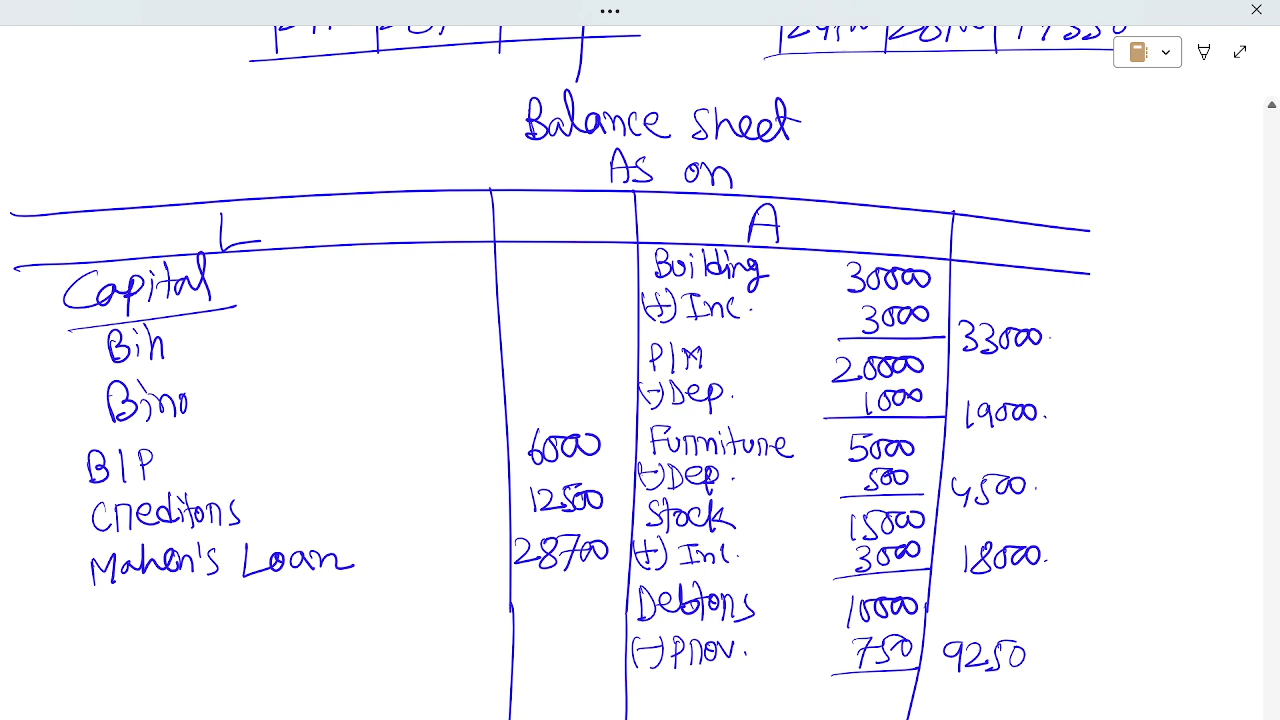 Balance sheet
As on
L
A
Capital
Bih
Bino
BIP 6000
Creditors 12500
Mahen's Loan 28700
Building 30000
(+) Inc. 3000 33000.
P/M 20000
(-) Dep. 1000 19000.
Furniture 5000
(-) Dep. 500 4500.
Stock 15000
(+) Inc. 3000 18000.
Debtors 10000
(-) Prov. 750 9250